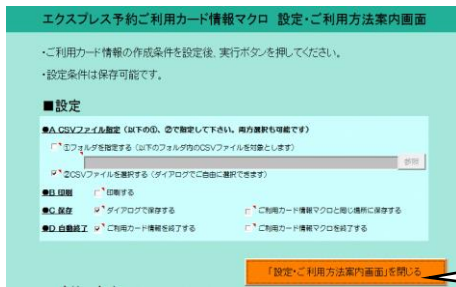 エクスプレス予約ご利用カード情報マクロ 設定・ご利用方法案内画面
・ご利用カード情報の作成条件を設定後、実行ボタンを押してください。
・設定条件は保存可能です。
■設定
●A CSVファイル指定(以下の①、②で指定して下さい。両方選択も可能です)
①フォルダを指定する(以下のフォルダ内のCSVファイルを対象とします)
参照
②CSVファイルを選択する(ダイアログでご自由に選択できます)
●B 印刷 印刷する
●C 保存 ダイアログで保存する ご利用カード情報マクロと同じ場所に保存する
●D 自動終了 ご利用カード情報を終了する ご利用カード情報マクロを終了する
「設定・ご利用方法案内画面」を閉じる